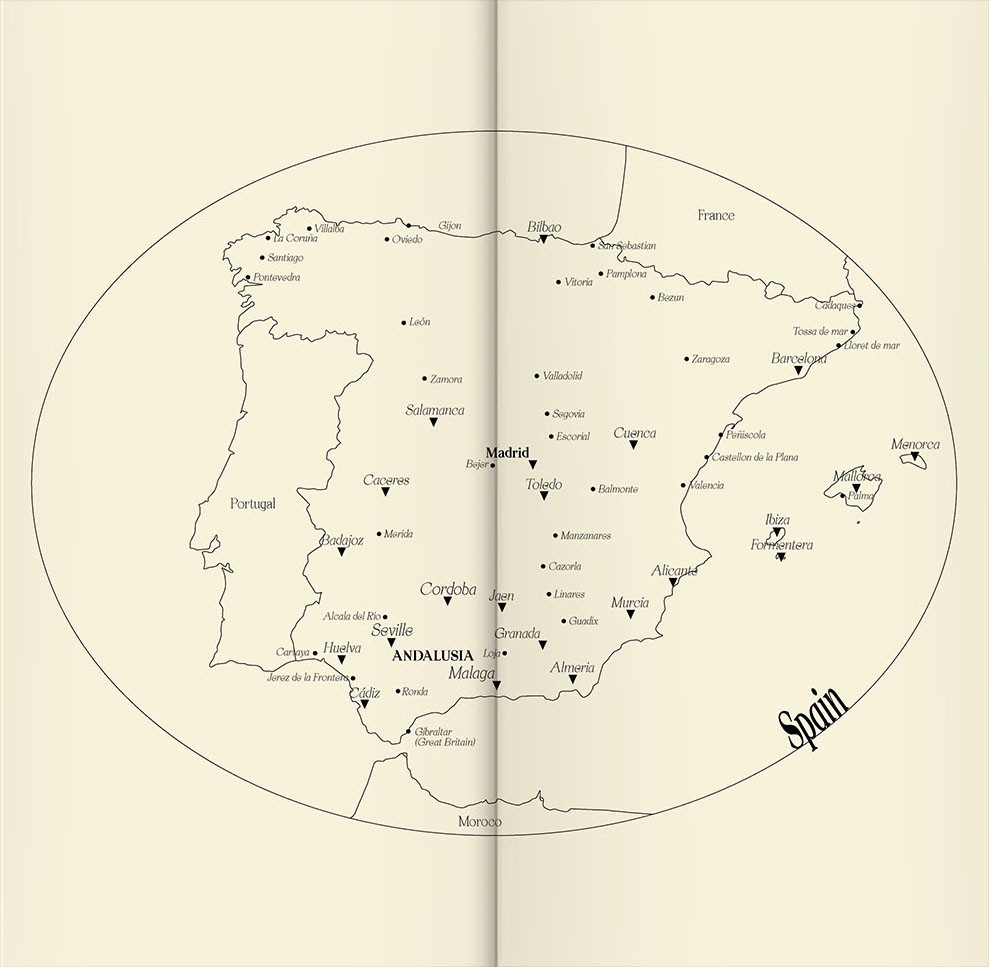 France
Villalba
Gijon
Bilbao
La Coruña
Oviedo
San Sebastian
Santiago
Pamplona
Pontevedra
Vitoria
Bezun
Cadaques
León
Tossa de mar
Lloret de mar
Zaragoza
Barcelona
Zamora
Valladolid
Salamanca
Segovia
Escorial
Cuenca
Peñiscola
Menorca
Madrid
Bejer
Castellon de la Plana
Caceres
Toledo
Balmonte
Valencia
Mallorca
Palma
Portugal
Ibiza
Badajoz
Merida
Manzanares
Formentera
Cazorla
Alicante
Cordoba
Jaen
Linares
Murcia
Alcala del Rio
Guadix
Seville
Granada
Cartaya
Huelva
ANDALUSIA
Loja
Malaga
Almeria
Jerez de la Frontera
Cádiz
Ronda
Spain
Gibraltar
(Great Britain)
Moroco